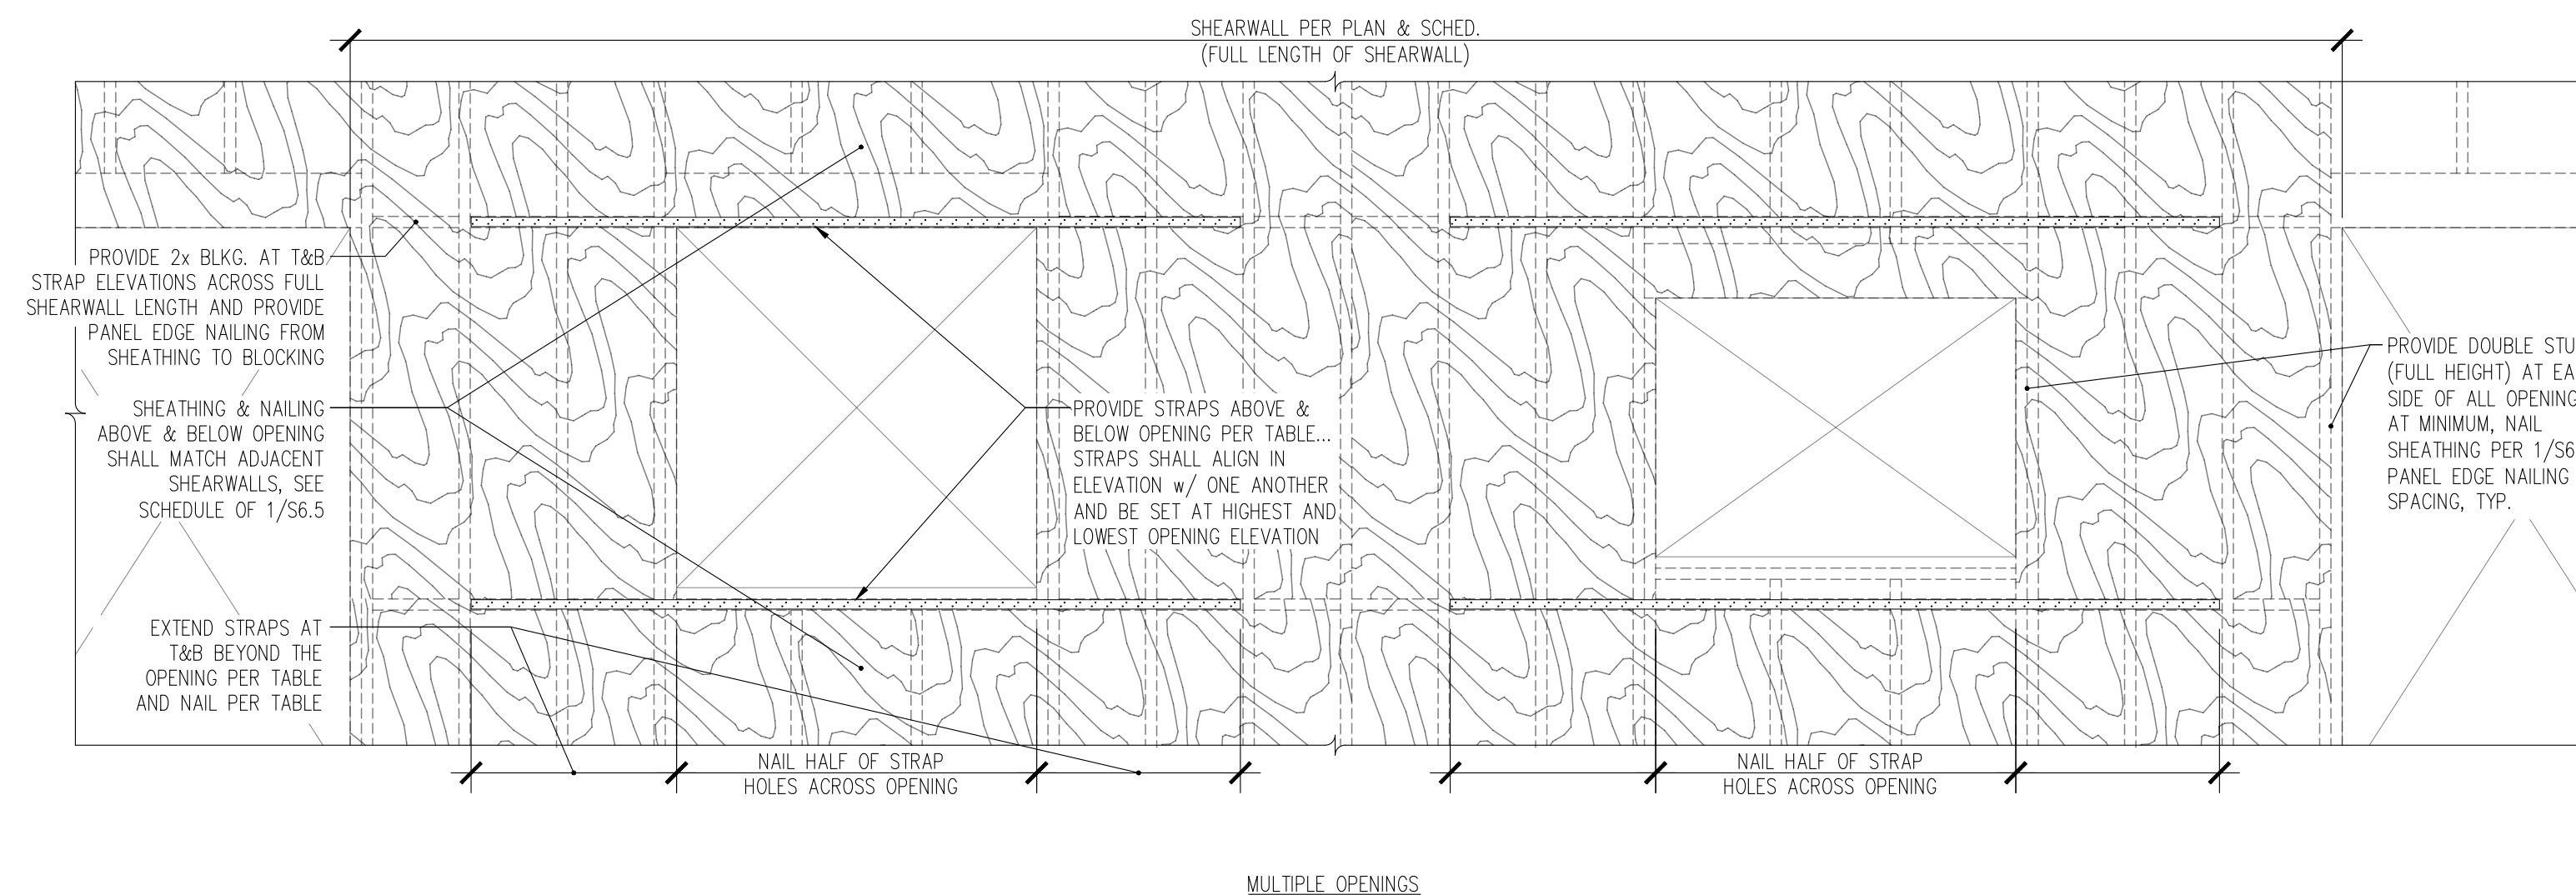 SHEARWALL PER PLAN & SCHED.
(FULL LENGTH OF SHEARWALL)
PROVIDE 2x BLKG. AT T&B
STRAP ELEVATIONS ACROSS FULL
SHEARWALL LENGTH AND PROVIDE
PANEL EDGE NAILING FROM
SHEATHING TO BLOCKING
SHEATHING & NAILING
ABOVE & BELOW OPENING
SHALL MATCH ADJACENT
SHEARWALLS, SEE
SCHEDULE OF 1/S6.5
EXTEND STRAPS AT
T&B BEYOND THE
OPENING PER TABLE
AND NAIL PER TABLE
PROVIDE STRAPS ABOVE &
BELOW OPENING PER TABLE...
STRAPS SHALL ALIGN IN
ELEVATION w/ ONE ANOTHER
AND BE SET AT HIGHEST AND
LOWEST OPENING ELEVATION
PROVIDE DOUBLE STU
(FULL HEIGHT) AT EA
SIDE OF ALL OPENING
AT MINIMUM, NAIL
SHEATHING PER 1/S6
PANEL EDGE NAILING
SPACING, TYP.
NAIL HALF OF STRAP
HOLES ACROSS OPENING
NAIL HALF OF STRAP
HOLES ACROSS OPENING
MULTIPLE OPENINGS